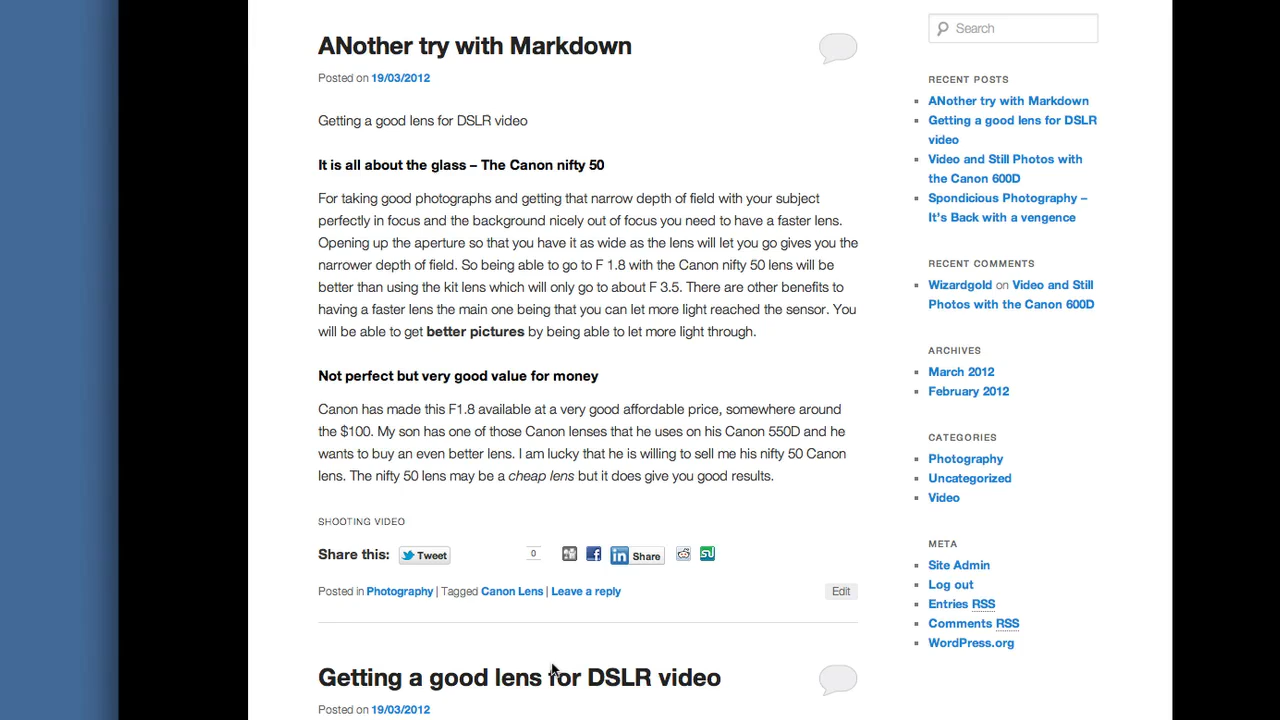 ANother try with Markdown
Posted on 19/03/2012
Getting a good lens for DSLR video
It is all about the glass – The Canon nifty 50
For taking good photographs and getting that narrow depth of field with your subject
perfectly in focus and the background nicely out of focus you need to have a faster lens.
Opening up the aperture so that you have it as wide as the lens will let you go gives you the
narrower depth of field. So being able to go to F 1.8 with the Canon nifty 50 lens will be
better than using the kit lens which will only go to about F 3.5. There are other benefits to
having a faster lens the main one being that you can let more light reached the sensor. You
will be able to get better pictures by being able to let more light through.
Not perfect but very good value for money
Canon has made this F1.8 available at a very good affordable price, somewhere around
the $100. My son has one of those Canon lenses that he uses on his Canon 550D and he
wants to buy an even better lens. I am lucky that he is willing to sell me his nifty 50 Canon
lens. The nifty 50 lens may be a cheap lens but it does give you good results.
SHOOTING VIDEO
Share this: Tweet 0 f in Share
Posted in Photography | Tagged Canon Lens | Leave a reply Edit
Getting a good lens for DSLR video
Posted on 19/03/2012
Search
RECENT POSTS
ANother try with Markdown
Getting a good lens for DSLR
video
Video and Still Photos with
the Canon 600D
Spondicious Photography –
It's Back with a vengence
RECENT COMMENTS
Wizardgold on Video and Still
Photos with the Canon 600D
ARCHIVES
March 2012
February 2012
CATEGORIES
Photography
Uncategorized
Video
META
Site Admin
Log out
Entries RSS
Comments RSS
WordPress.org